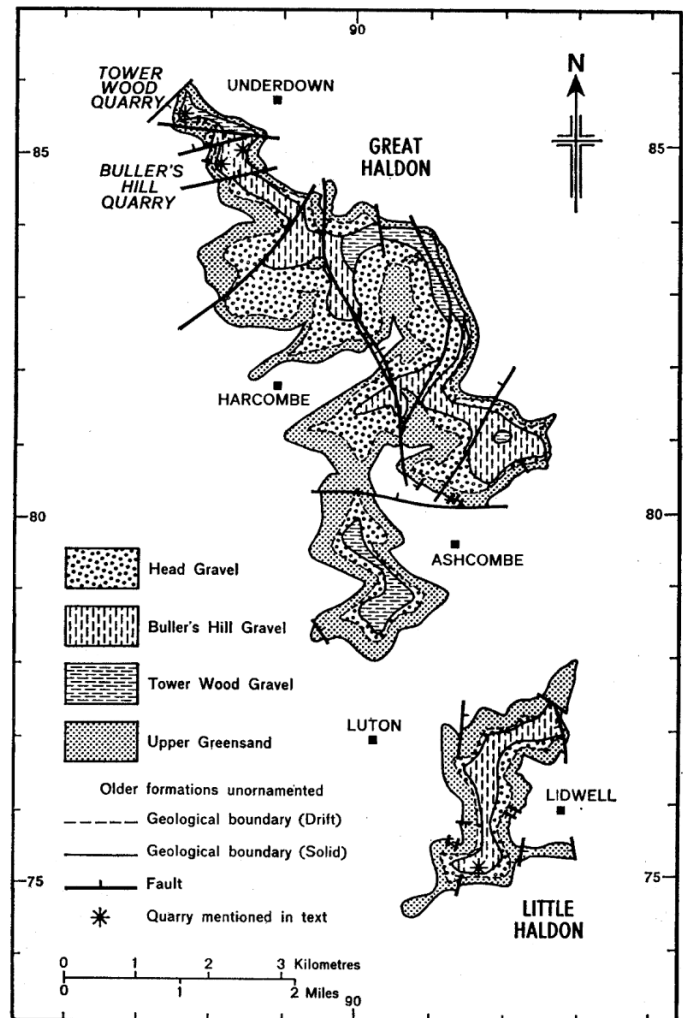 90
TOWER
WOOD
QUARRY
UNDERDOWN
N
85
85
GREAT
HALDON
BULLER'S
HILL
QUARRY
HARCOMBE
80
80
ASHCOMBE
Head Gravel
Buller's Hill Gravel
Tower Wood Gravel
Upper Greensand
Older formations unornamented
Geological boundary (Drift)
Geological boundary (Solid)
Fault
Quarry mentioned in text
LUTON
LIDWELL
75
75
LITTLE
HALDON
0 1 2 3 Kilometres
0 1 2 Miles
90